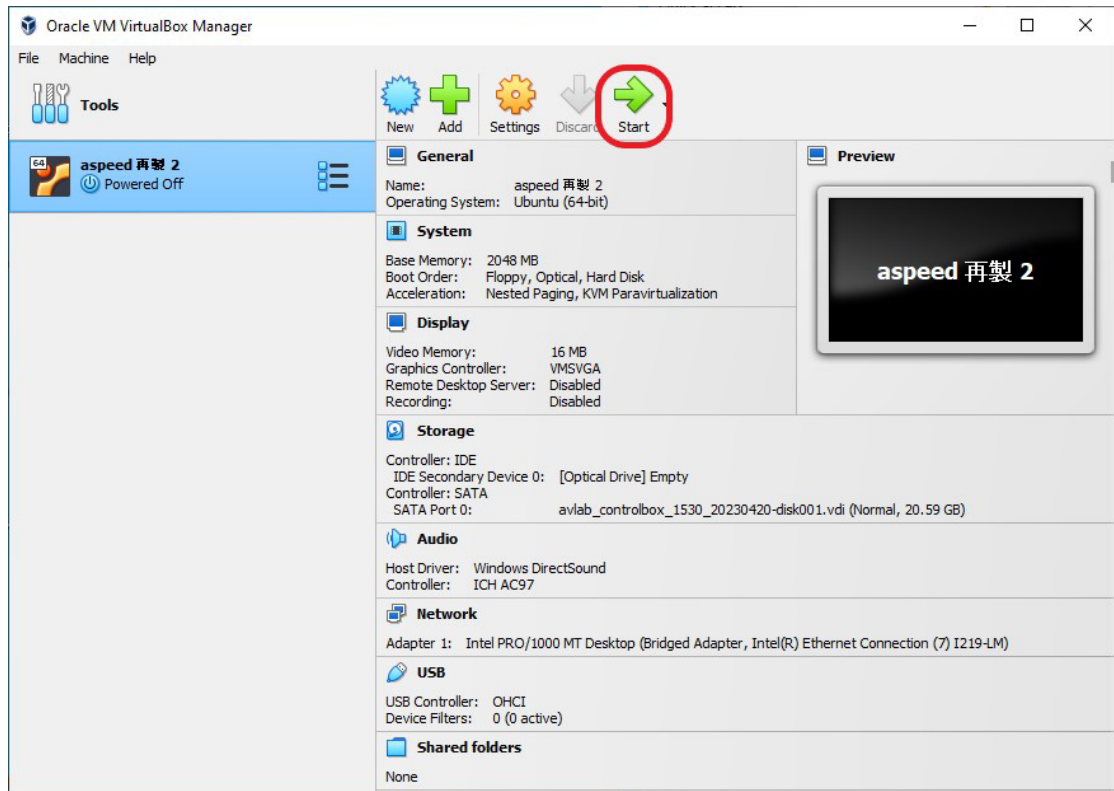 Oracle VM VirtualBox Manager
File Machine Help
Tools
New Add Settings Discard Start
64
aspeed 再製 2
Powered Off
General
Name: aspeed 再製 2
Operating System: Ubuntu (64-bit)
System
Base Memory: 2048 MB
Boot Order: Floppy, Optical, Hard Disk
Acceleration: Nested Paging, KVM Paravirtualization
Display
Video Memory: 16 MB
Graphics Controller: VMSVGA
Remote Desktop Server: Disabled
Recording: Disabled
Preview
aspeed 再製 2
Storage
Controller: IDE
IDE Secondary Device 0: [Optical Drive] Empty
Controller: SATA
SATA Port 0: avlab_controlbox_1530_20230420-disk001.vdi (Normal, 20.59 GB)
Audio
Host Driver: Windows DirectSound
Controller: ICH AC97
Network
Adapter 1: Intel PRO/1000 MT Desktop (Bridged Adapter, Intel(R) Ethernet Connection (7) I219-LM)
USB
USB Controller: OHCI
Device Filters: 0 (0 active)
Shared folders
None